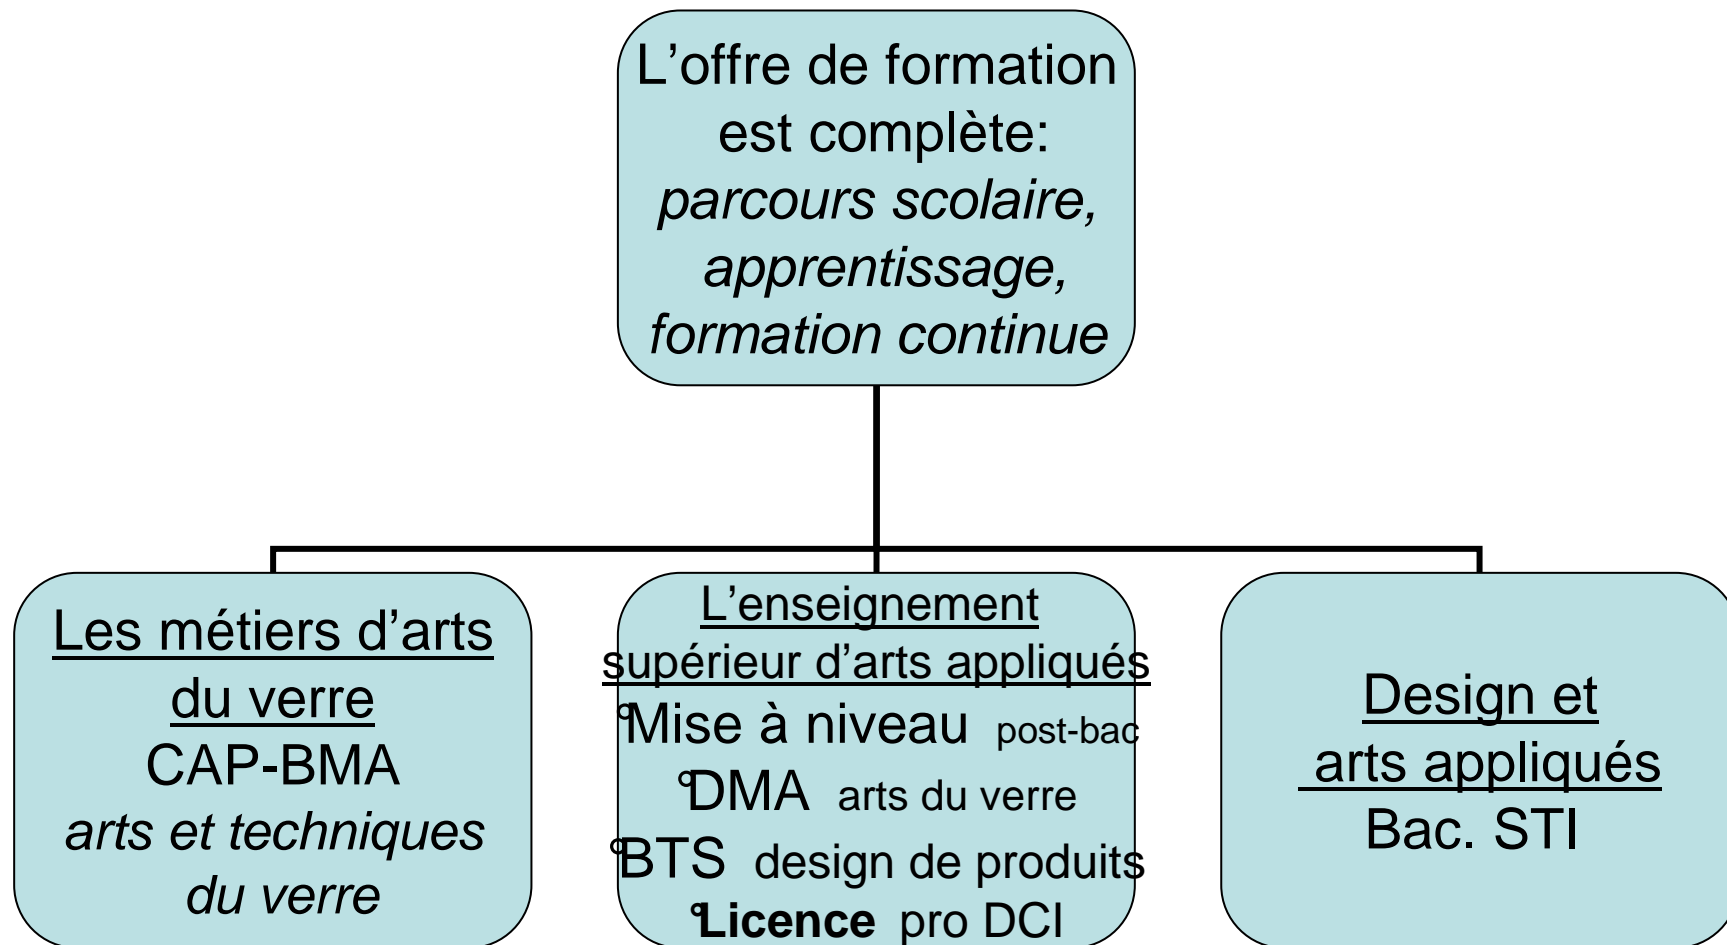 L’offre de formation
est complète:
parcours scolaire,
apprentissage,
formation continue
Les métiers d’arts
du verre
CAP-BMA
arts et techniques
du verre
L’enseignement
supérieur d’arts appliqués
°Mise à niveau post-bac
°DMA arts du verre
°BTS design de produits
°Licence pro DCI
Design et
arts appliqués
Bac. STI